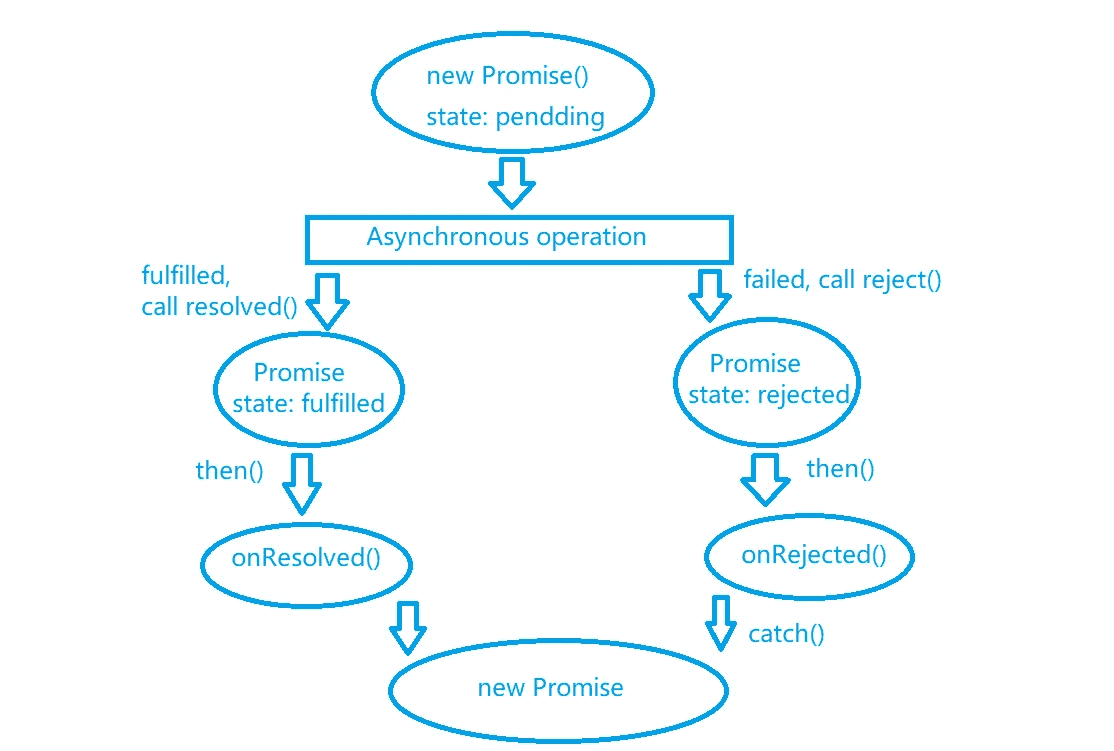 new Promise()
state: pendding
Asynchronous operation
fulfilled,
call resolved()
failed, call reject()
Promise
state: fulfilled
Promise
state: rejected
then()
then()
onResolved()
onRejected()
catch()
new Promise